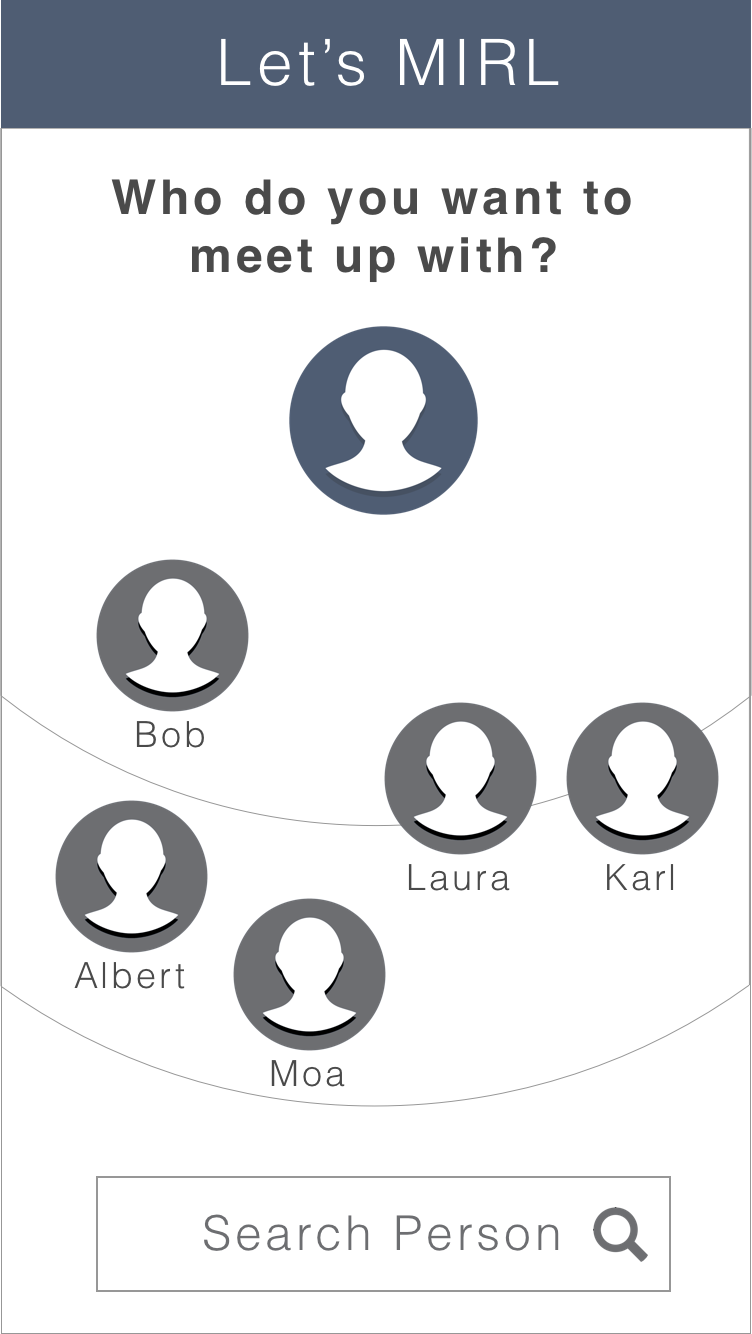 Let’s MIRL
Who do you want to
meet up with?
Bob
Laura
Karl
Albert
Moa
Search Person